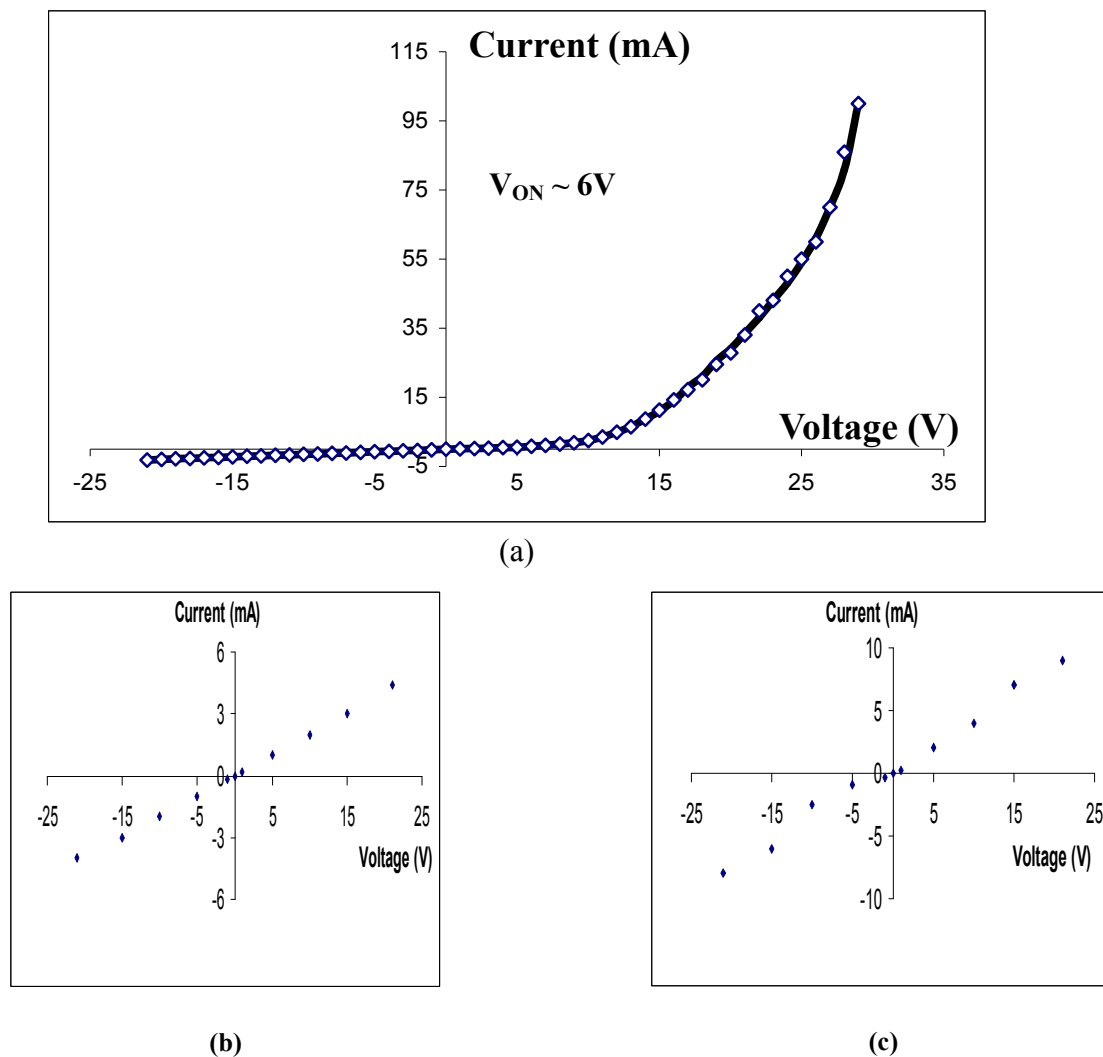 Current (mA)
115
95
75
55
35
15
-5
V_ON ~ 6V
Voltage (V)
-25 -15 -5 5 15 25 35
(a)
Current (mA)
6
3
0
-3
-6
-25 -15 -5 5 15 25
Voltage (V)
(b)
Current (mA)
10
5
0
-5
-10
-25 -15 -5 5 15 25
Voltage (V)
(c)